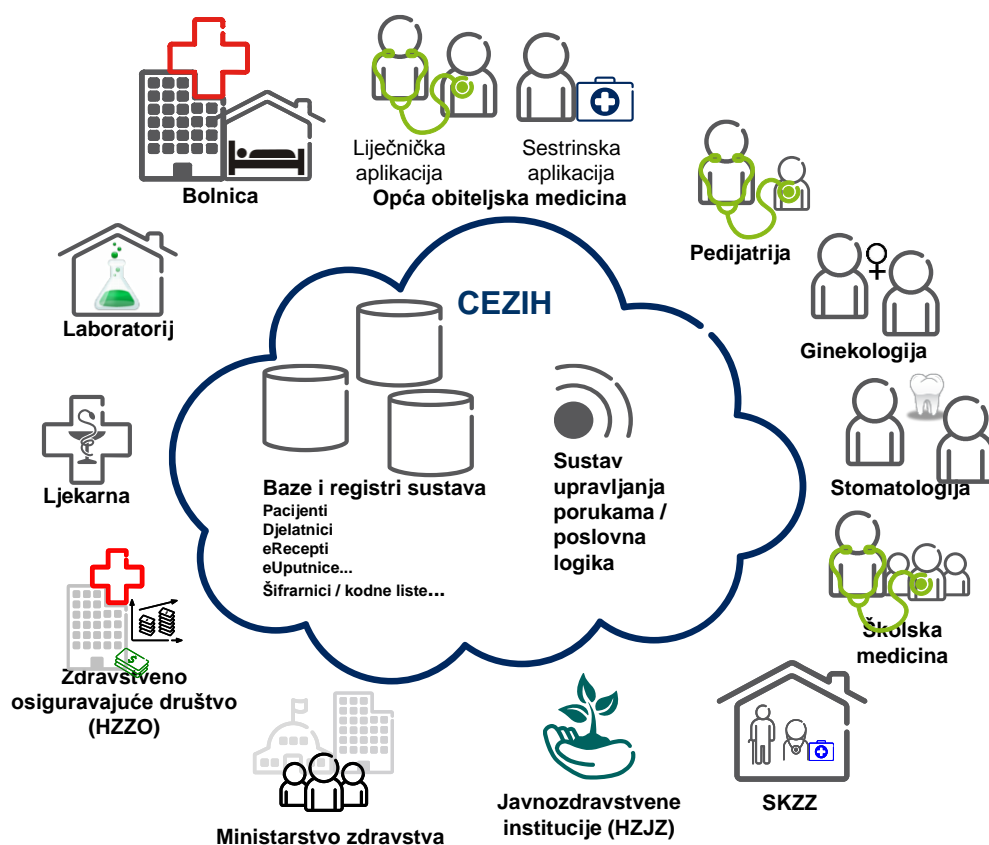 Bolnica
Liječnička
aplikacija
Sestrinska
aplikacija
Opća obiteljska medicina
Pedijatrija
Ginekologija
Stomatologija
Školska
medicina
SKZZ
Javnozdravstvene
institucije (HZJZ)
Ministarstvo zdravstva
Zdravstveno
osiguravajuće društvo
(HZZO)
Ljekarna
Laboratorij
CEZIH
Baze i registri sustava
Pacijenti
Djelatnici
eRecepti
eUputnice...
Šifrarnici / kodne liste...
Sustav
upravljanja
porukama /
poslovna
logika